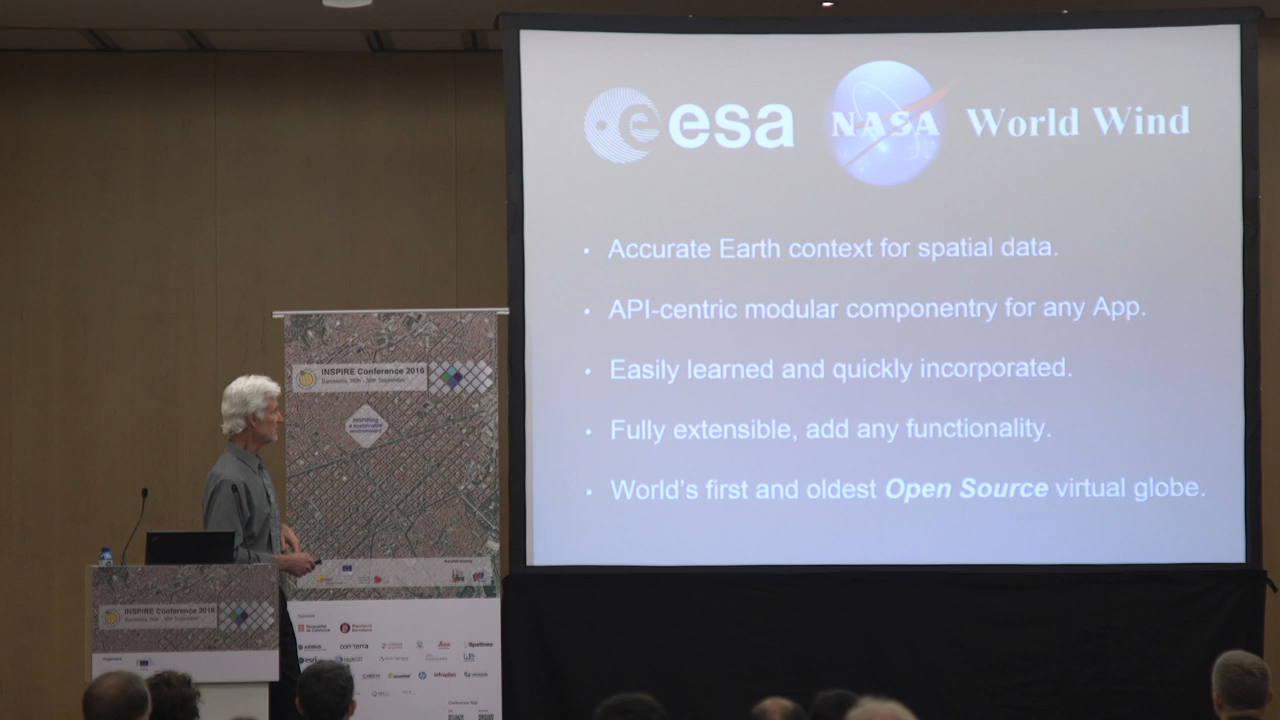 esa
NASA
World Wind
• Accurate Earth context for spatial data.
• API-centric modular componentry for any App.
• Easily learned and quickly incorporated.
• Fully extensible, add any functionality.
• World's first and oldest Open Source virtual globe.
INSPIRE Conference 2016
INSPIRE Conference 2016
con terra